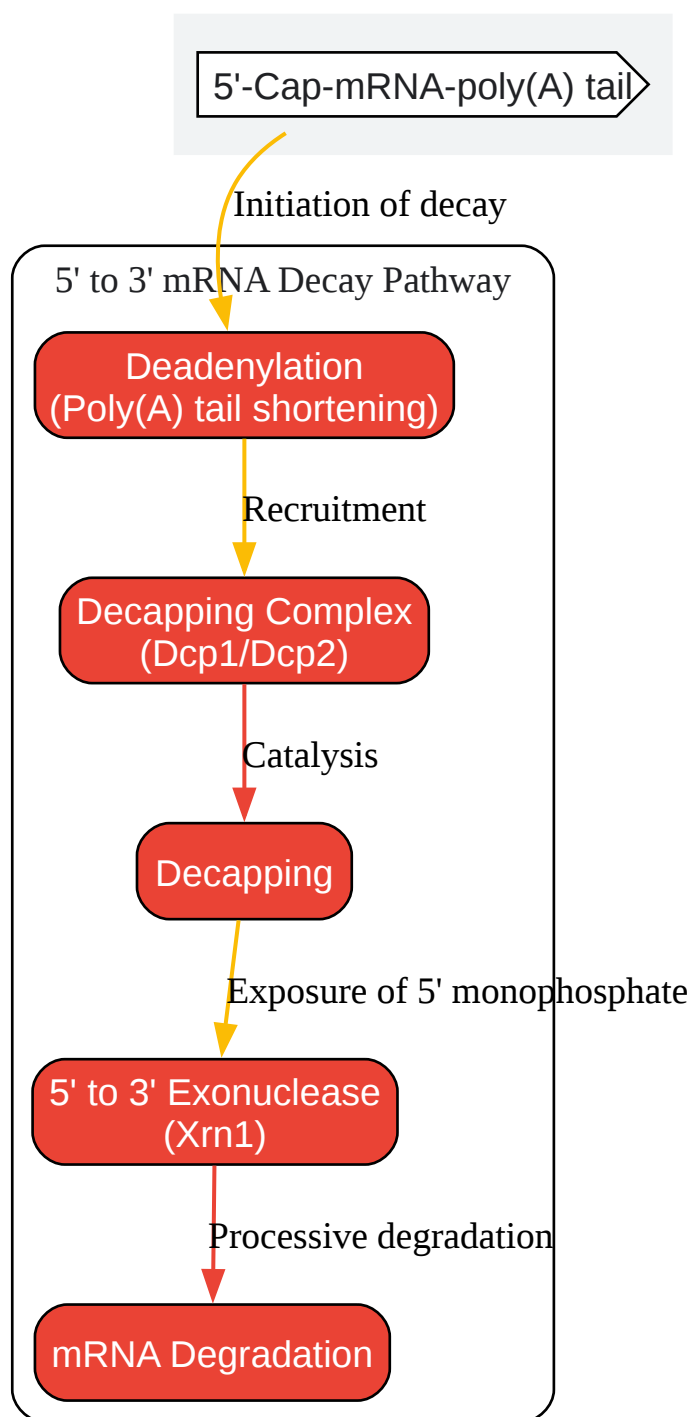 5'-Cap-mRNA-poly(A) tail
Initiation of decay
5' to 3' mRNA Decay Pathway
Deadenylation
(Poly(A) tail shortening)
Recruitment
Decapping Complex
(Dcp1/Dcp2)
Catalysis
Decapping
Exposure of 5' monophosphate
5' to 3' Exonuclease
(Xrn1)
Processive degradation
mRNA Degradation